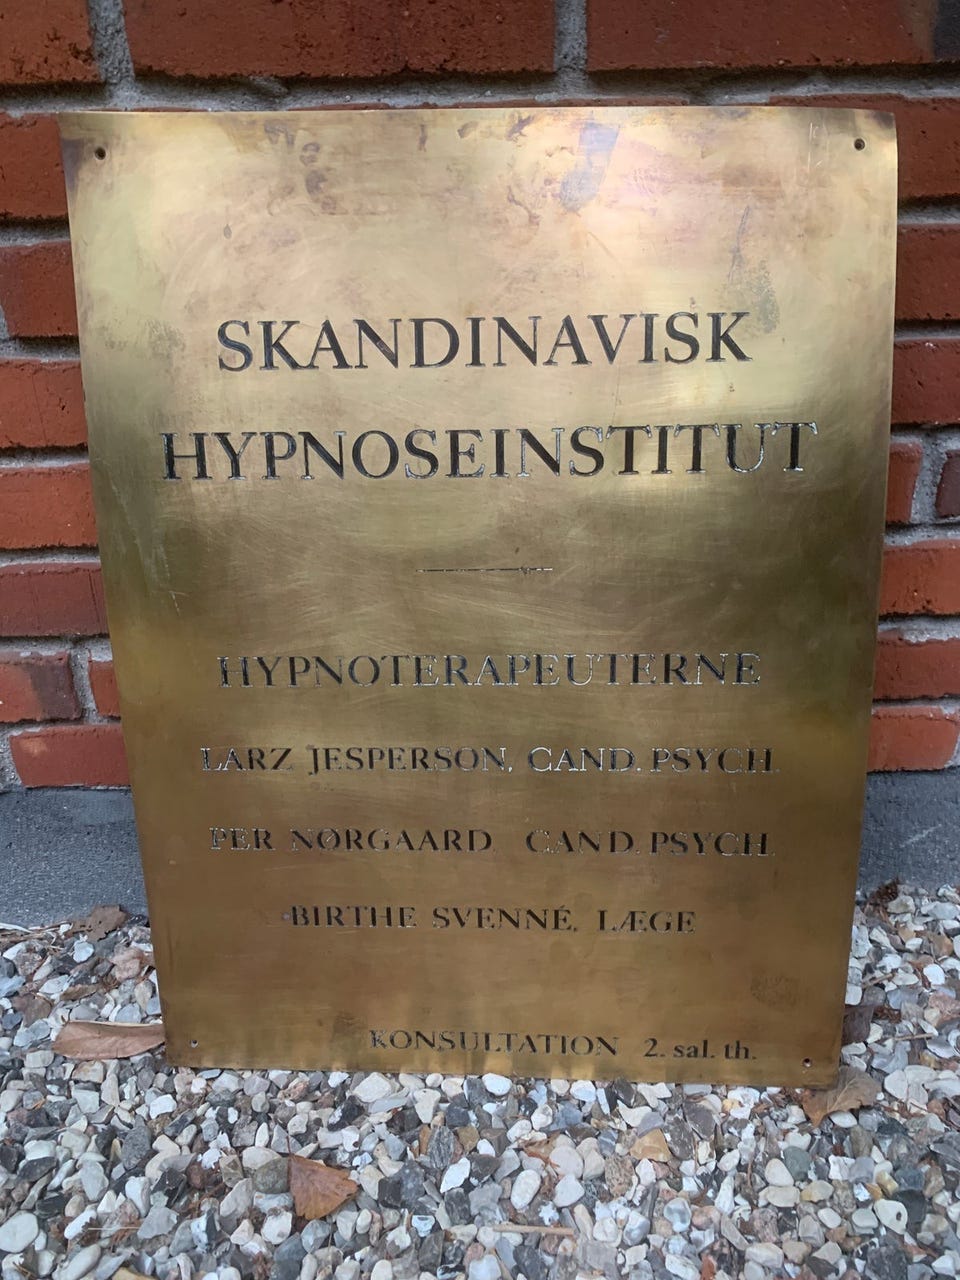 SKANDINAVISK
HYPNOSEINSTITUT
HYPNOTERAPEUTERNE
LARZ JESPERSON, CAND. PSYCH.
PER NØRGAARD CAND. PSYCH.
BIRTHE SVENNÉ, LÆGE
KONSULTATION 2. sal. th.